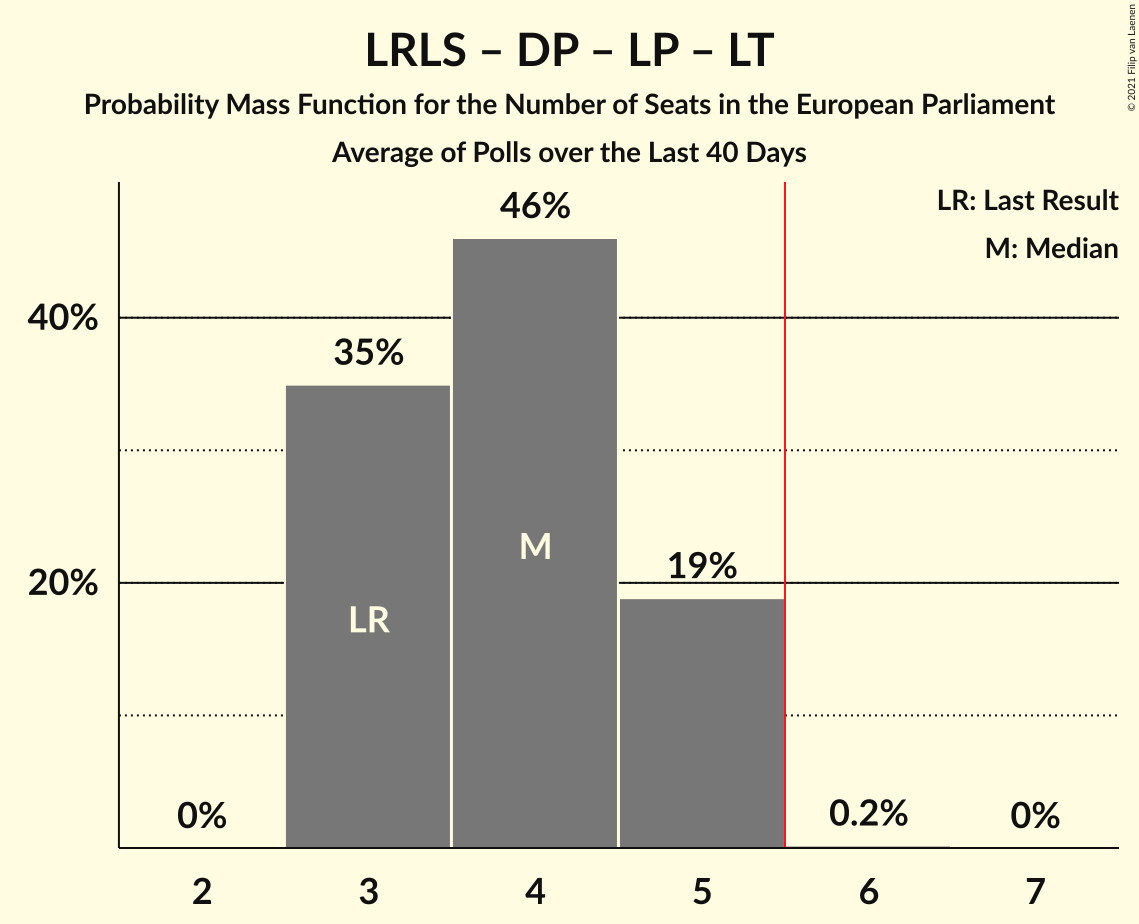 LRLS – DP – LP – LT
Probability Mass Function for the Number of Seats in the European Parliament
Average of Polls over the Last 40 Days
© 2021 Filip van Laenen
LR: Last Result
M: Median
46%
40%
35%
M
19%
20%
LR
0%
0.2%
0%
2 3 4 5 6 7